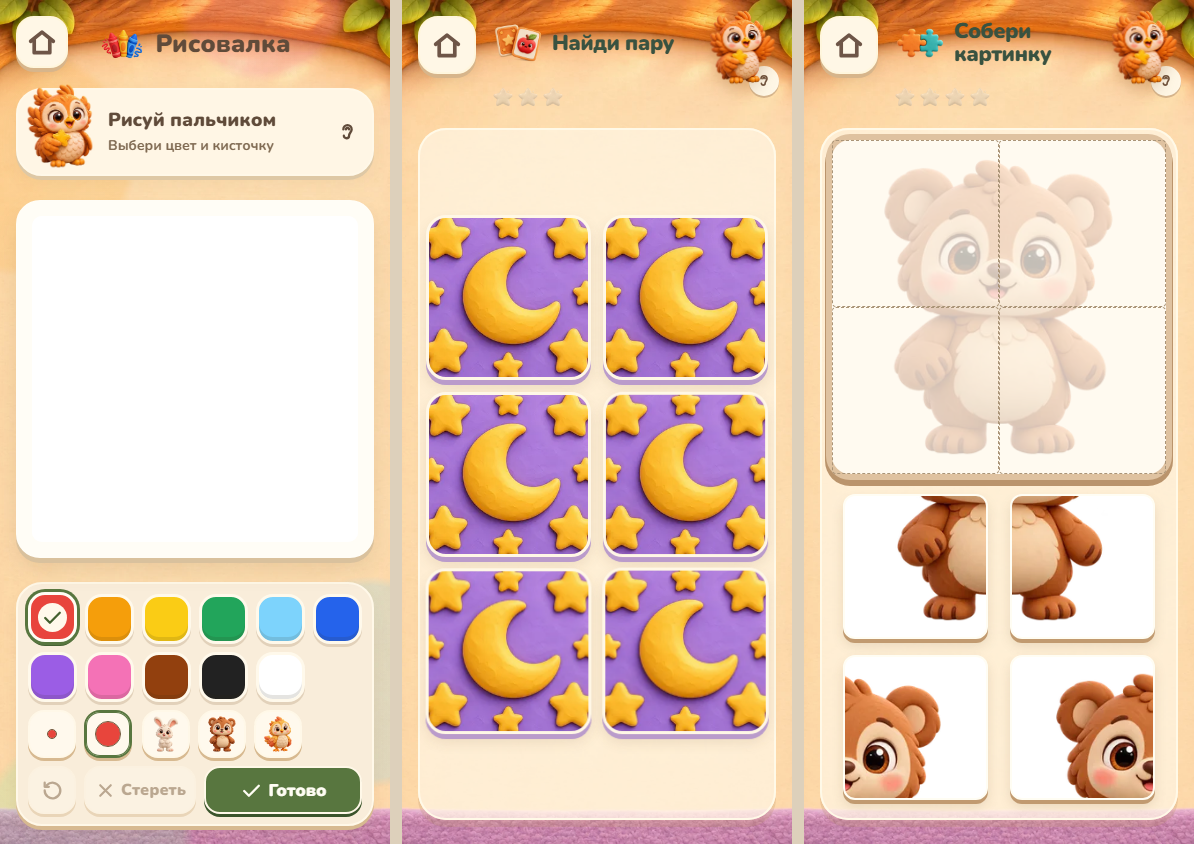 Рисовалка
Рисуй пальчиком
Выбери цвет и кисточку
Стереть
Готово
Найди пару
Собери
картинку